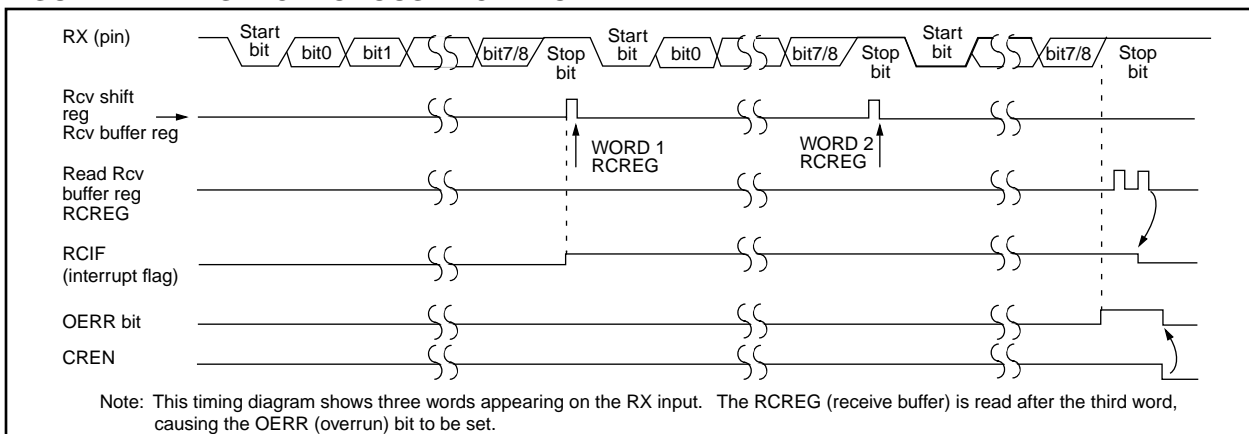 RX (pin)
Start bit
bit0
bit1
bit7/8
Stop bit
Start bit
bit0
bit7/8
Stop bit
Start bit
bit7/8
Stop bit
Rcv shift
reg
Rcv buffer reg
WORD 1
RCREG
WORD 2
RCREG
Read Rcv
buffer reg
RCREG
RCIF
(interrupt flag)
OERR bit
CREN
Note: This timing diagram shows three words appearing on the RX input. The RCREG (receive buffer) is read after the third word,
causing the OERR (overrun) bit to be set.